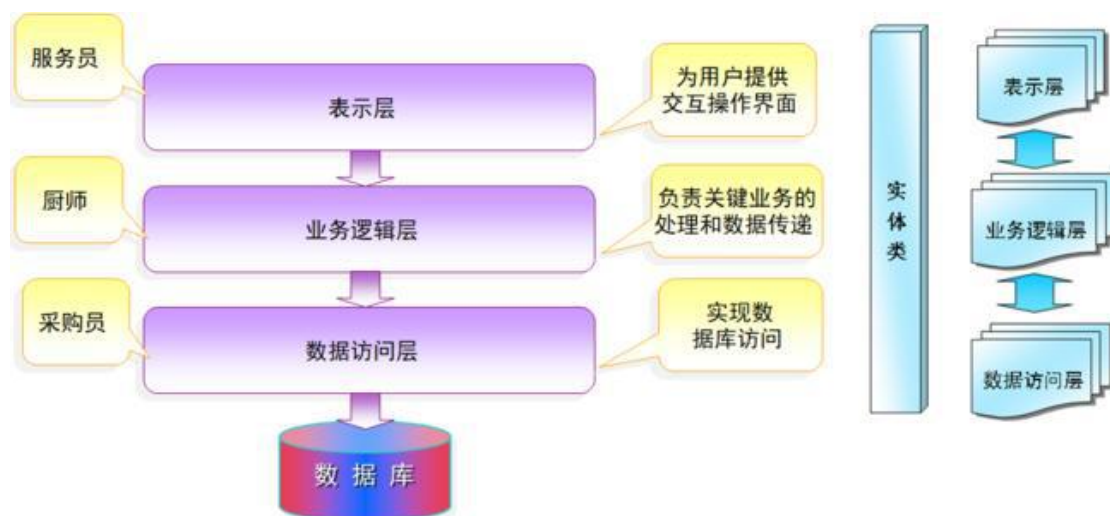 服务员
表示层
为用户提供
交互操作界面
厨师
业务逻辑层
负责关键业务的
处理和数据传递
采购员
数据访问层
实现数
据库访问
数据库
实
体
类
表示层
业务逻辑层
数据访问层